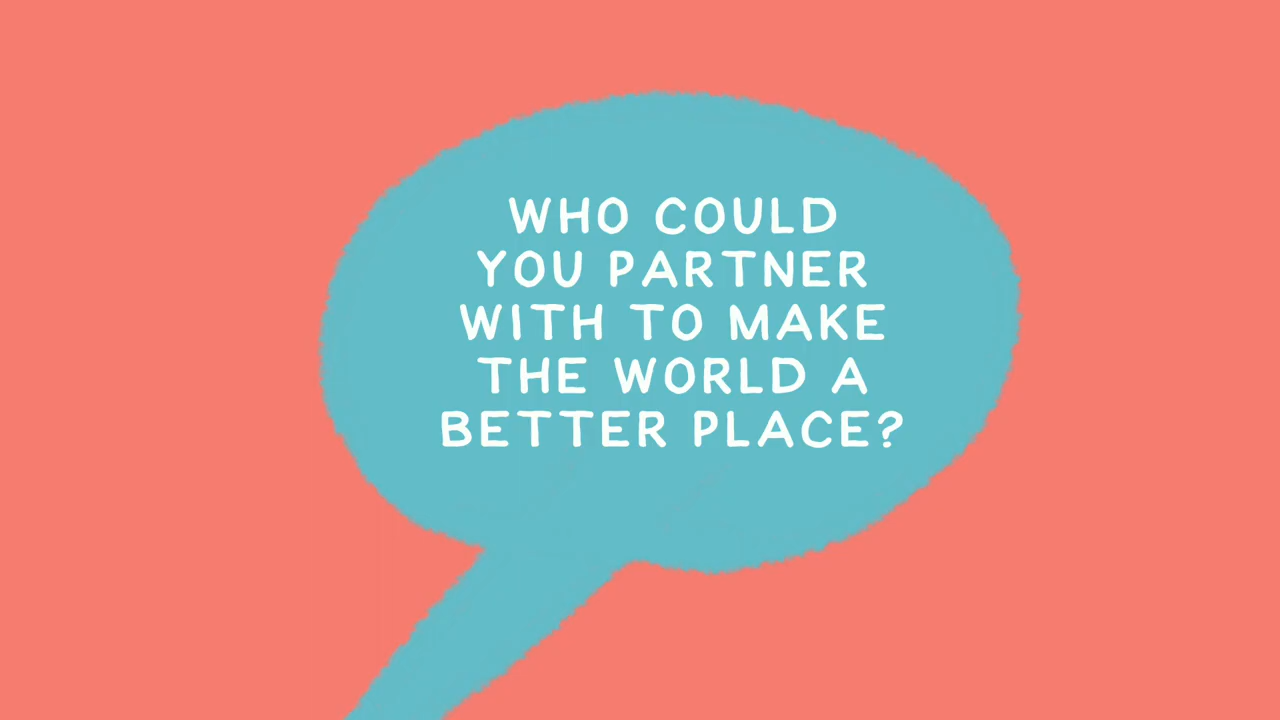 WHO COULD
YOU PARTNER
WITH TO MAKE
THE WORLD A
BETTER PLACE?